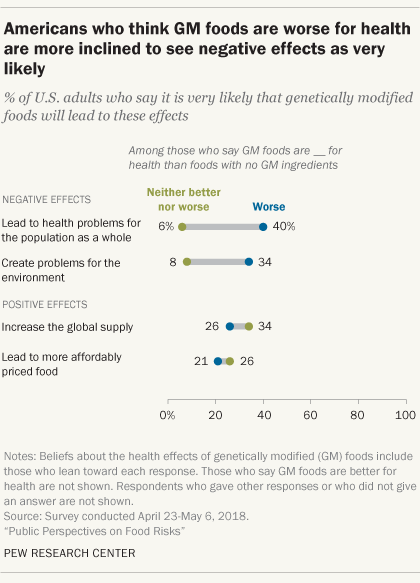 Americans who think GM foods are worse for health
are more inclined to see negative effects as very
likely
% of U.S. adults who say it is very likely that genetically modified
foods will lead to these effects
Among those who say GM foods are __ for
health than foods with no GM ingredients
NEGATIVE EFFECTS
Neither better
nor worse
Worse
Lead to health problems for
the population as a whole
6%
40%
Create problems for the
environment
8
34
POSITIVE EFFECTS
Increase the global supply
26
34
Lead to more affordably
priced food
21
26
0%
20
40
60
80
100
Notes: Beliefs about the health effects of genetically modified (GM) foods include
those who lean toward each response. Those who say GM foods are better for
health are not shown. Respondents who gave other responses or who did not give
an answer are not shown.
Source: Survey conducted April 23-May 6, 2018.
“Public Perspectives on Food Risks”
PEW RESEARCH CENTER